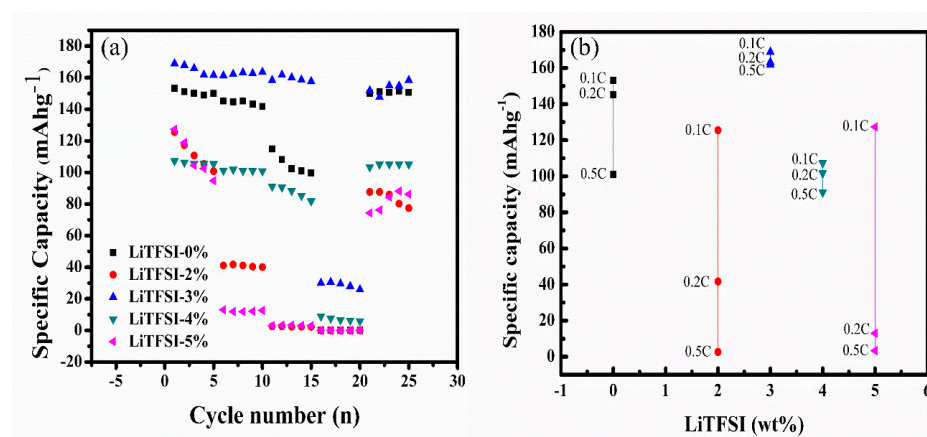 (a)
Specific Capacity (mAhg⁻¹)
180
160
140
120
100
80
60
40
20
0
-20
LiTFSI-0%
LiTFSI-2%
LiTFSI-3%
LiTFSI-4%
LiTFSI-5%
-5 0 5 10 15 20 25 30
Cycle number (n)
(b)
Specific capacity (mAhg⁻¹)
180
160
140
120
100
80
60
40
20
0
0.1C
0.2C
0.5C
0.1C
0.2C
0.5C
0.1C
0.2C
0.5C
0.1C
0.2C
0.5C
0.1C
0.2C
0.5C
-1 0 1 2 3 4 5 6
LiTFSI (wt%)